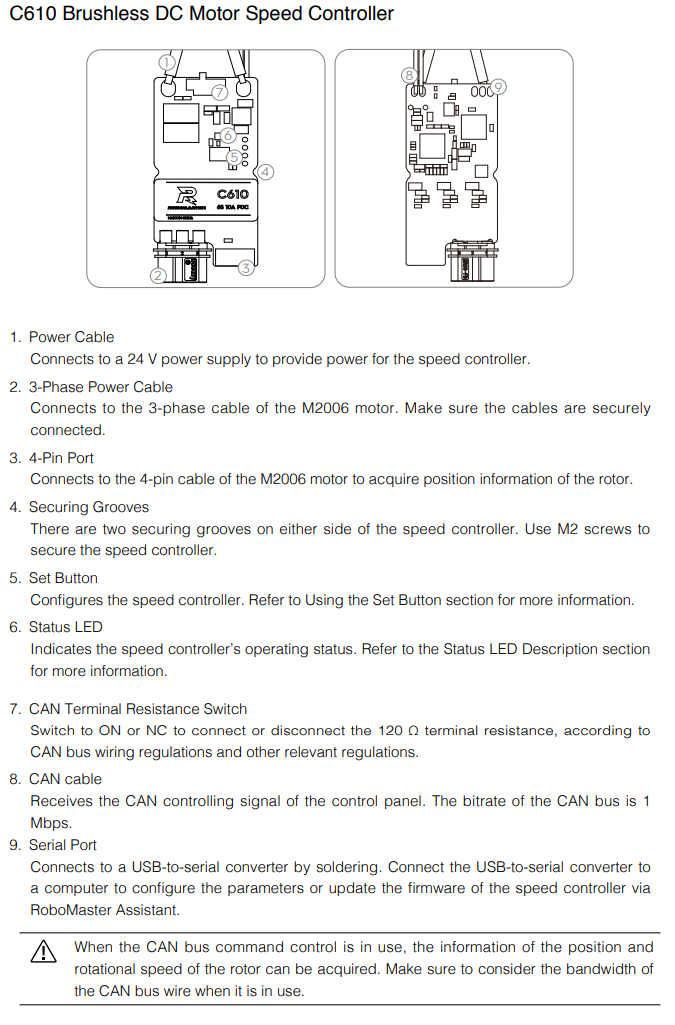 C610 Brushless DC Motor Speed Controller
1
7
6
5
4
C610
6S 10A FOC
2
3
8
9
1. Power Cable
Connects to a 24 V power supply to provide power for the speed controller.
2. 3-Phase Power Cable
Connects to the 3-phase cable of the M2006 motor. Make sure the cables are securely
connected.
3. 4-Pin Port
Connects to the 4-pin cable of the M2006 motor to acquire position information of the rotor.
4. Securing Grooves
There are two securing grooves on either side of the speed controller. Use M2 screws to
secure the speed controller.
5. Set Button
Configures the speed controller. Refer to Using the Set Button section for more information.
6. Status LED
Indicates the speed controller's operating status. Refer to the Status LED Description section
for more information.
7. CAN Terminal Resistance Switch
Switch to ON or NC to connect or disconnect the 120 Ω terminal resistance, according to
CAN bus wiring regulations and other relevant regulations.
8. CAN cable
Receives the CAN controlling signal of the control panel. The bitrate of the CAN bus is 1
Mbps.
9. Serial Port
Connects to a USB-to-serial converter by soldering. Connect the USB-to-serial converter to
a computer to configure the parameters or update the firmware of the speed controller via
RoboMaster Assistant.
When the CAN bus command control is in use, the information of the position and
rotational speed of the rotor can be acquired. Make sure to consider the bandwidth of
the CAN bus wire when it is in use.